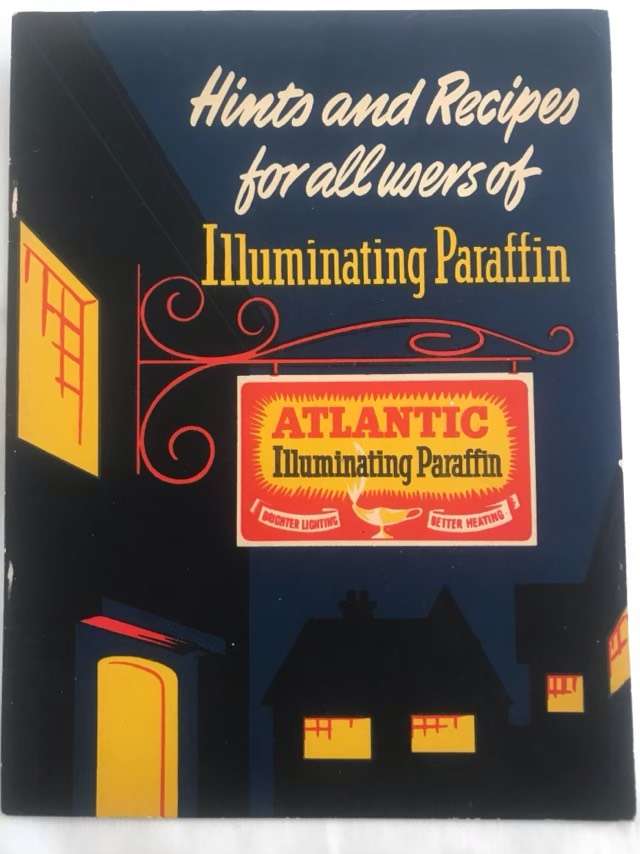 Hints and Recipes
for all users of
Illuminating Paraffin
ATLANTIC
Illuminating Paraffin
BRIGHTER LIGHTING
BETTER HEATING